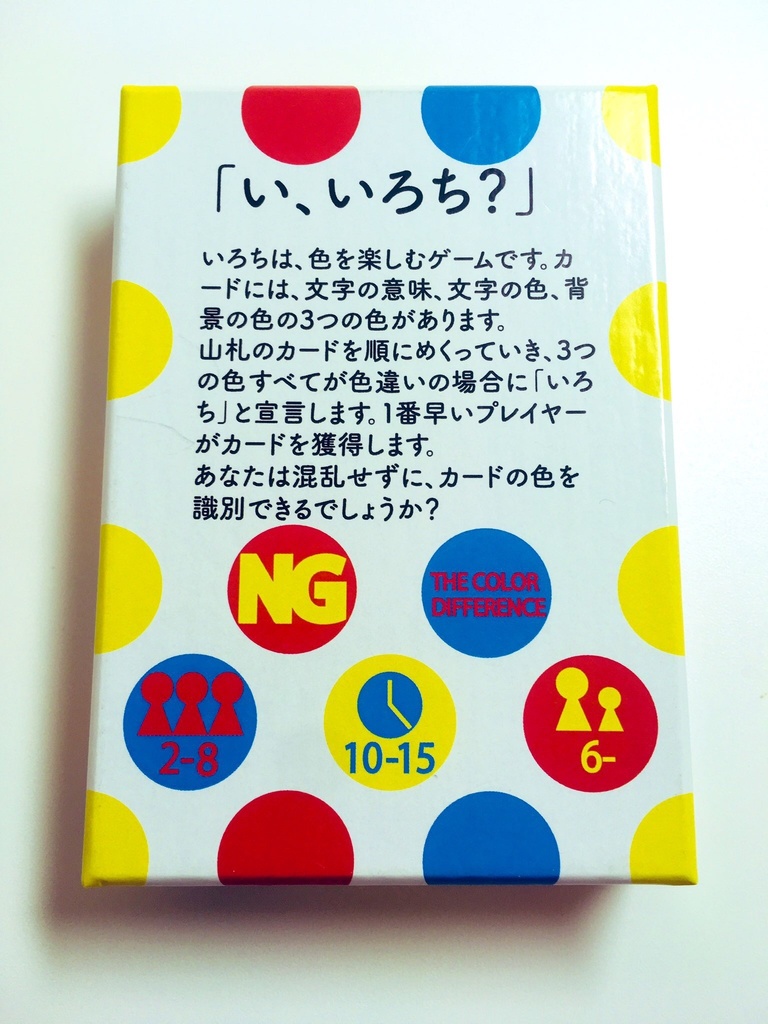 「い、いろち？」
いろちは、色を楽しむゲームです。カ
ードには、文字の意味、文字の色、背
景の色の3つの色があります。
山札のカードを順にめくっていき、3つ
の色すべてが色違いの場合に「いろ
ち」と宣言します。1番早いプレイヤー
がカードを獲得します。
あなたは混乱せずに、カードの色を
識別できるでしょうか？
NG
THE COLOR
DIFFERENCE
2-8
10-15
6-